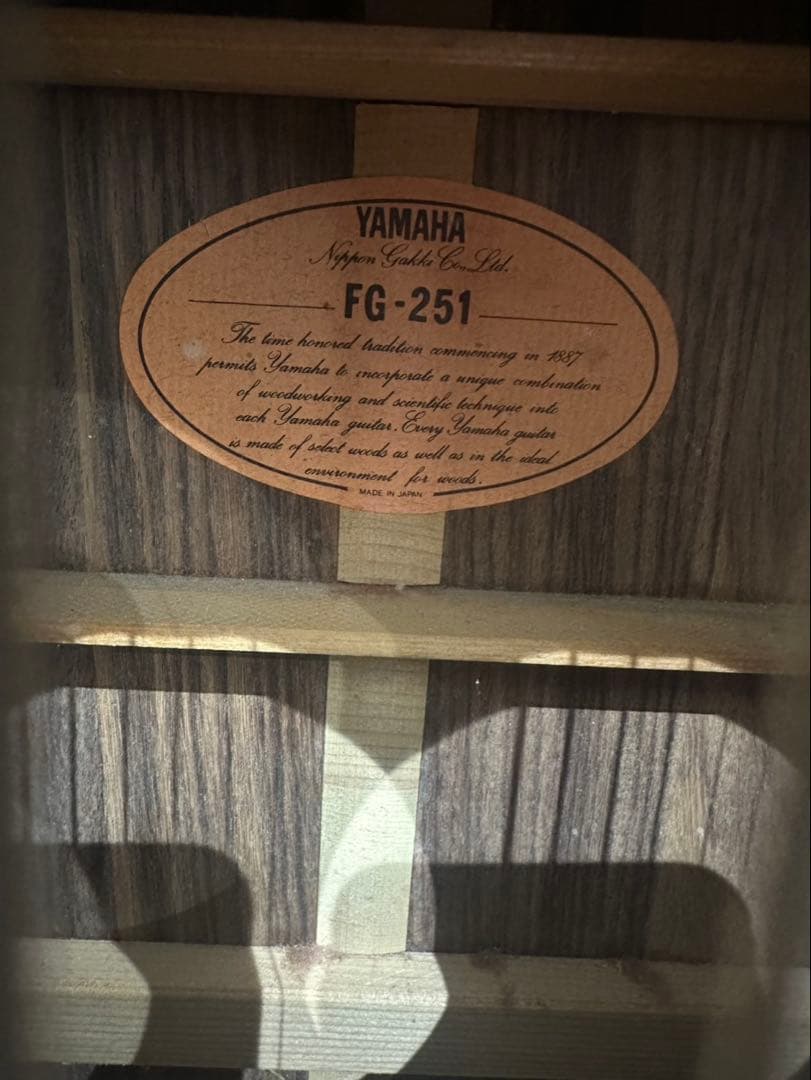 YAMAHA
Nippon Gakki Co., Ltd.
FG-251
The time honored tradition commencing in 1887
permits Yamaha to incorporate a unique combination
of woodworking and scientific technique into
each Yamaha guitar. Every Yamaha guitar
is made of select woods as well as in the ideal
environment for woods.
MADE IN JAPAN